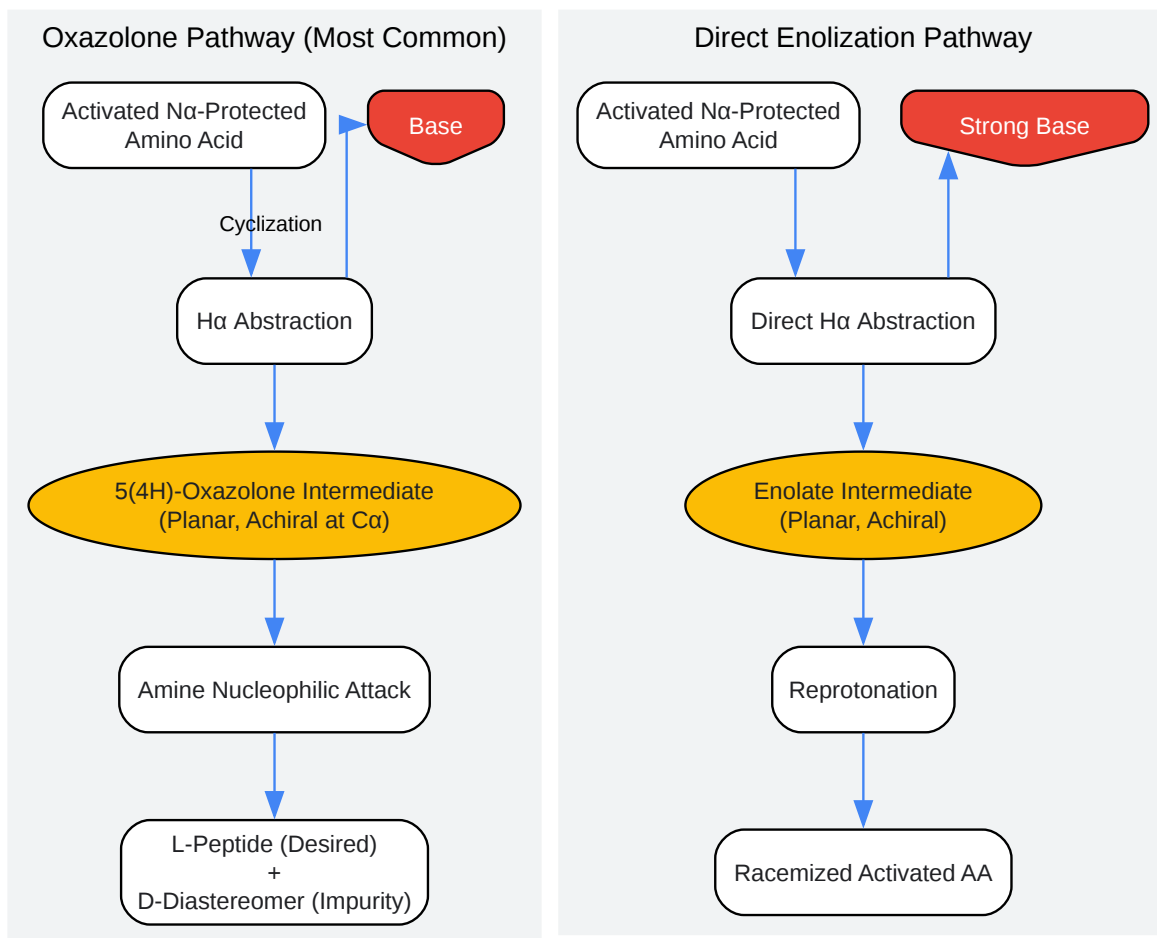 Oxazolone Pathway (Most Common)
Activated Nα-Protected
Amino Acid
Base
Cyclization
Hα Abstraction
5(4H)-Oxazolone Intermediate
(Planar, Achiral at Cα)
Amine Nucleophilic Attack
L-Peptide (Desired)
+
D-Diastereomer (Impurity)
Direct Enolization Pathway
Activated Nα-Protected
Amino Acid
Strong Base
Direct Hα Abstraction
Enolate Intermediate
(Planar, Achiral)
Reprotonation
Racemized Activated AA